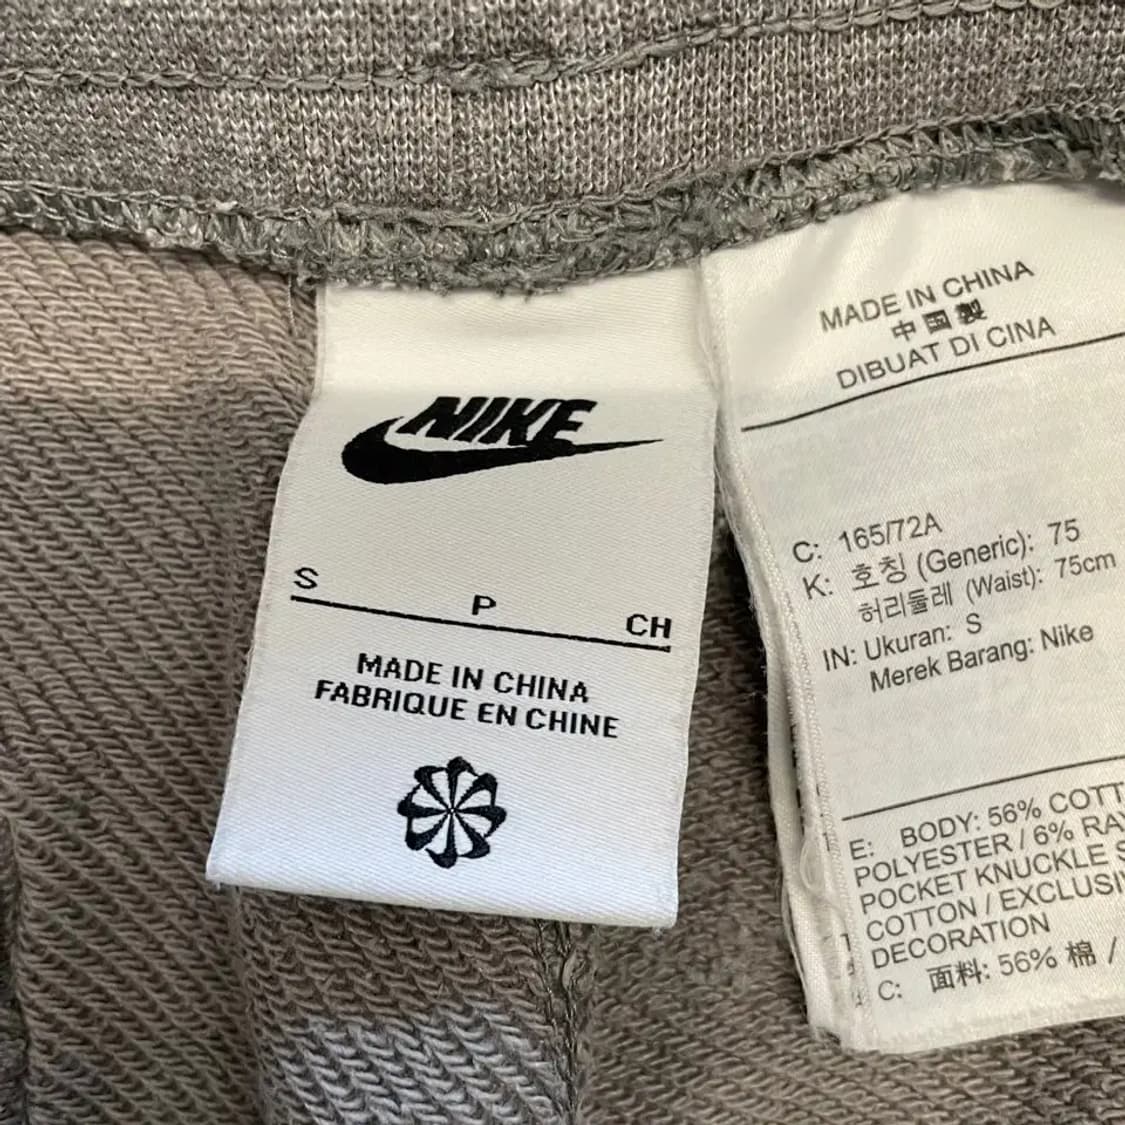 NIKE
S
P
CH
MADE IN CHINA
FABRIQUE EN CHINE
MADE IN CHINA
中国製
DIBUAT DI CINA
C: 165/72A
K: 호칭 (Generic): 75
허리둘레 (Waist): 75cm
IN: Ukuran: S
Merek Barang: Nike
E: BODY: 56% COTT
POLYESTER / 6% RA
POCKET KNUCKLE S
COTTON / EXCLUSI
DECORATION
C: 面料: 56% 棉 /